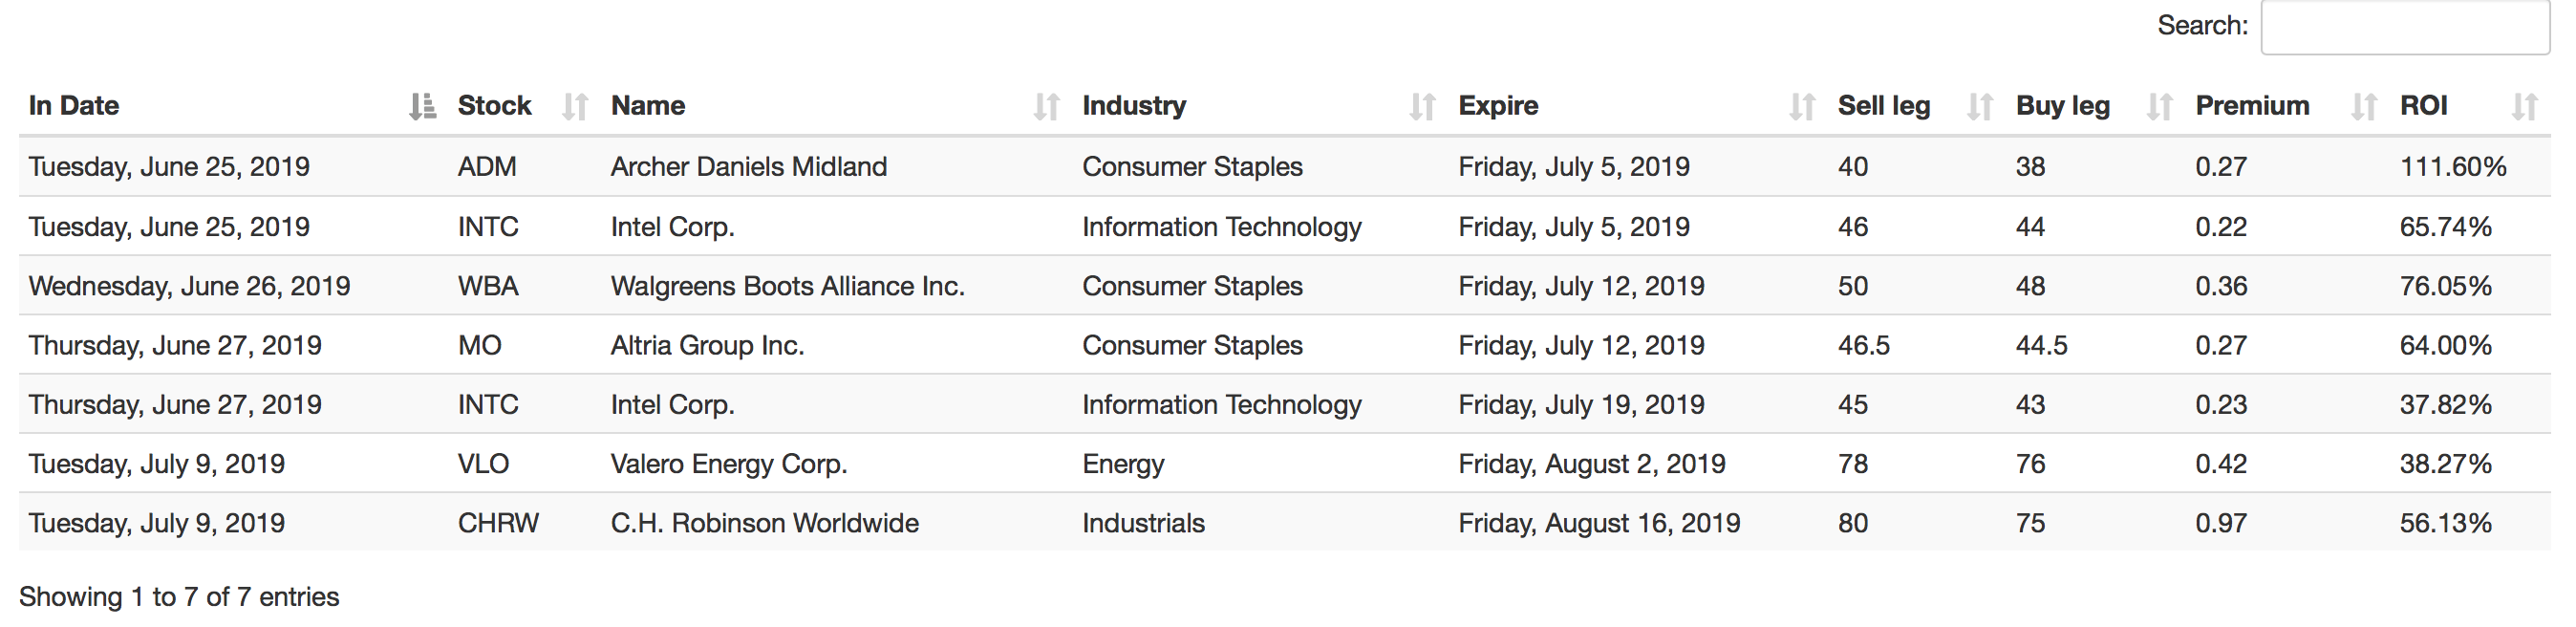 Search:
In Date Stock Name Industry Expire Sell leg Buy leg Premium ROI
Tuesday, June 25, 2019 ADM Archer Daniels Midland Consumer Staples Friday, July 5, 2019 40 38 0.27 111.60%
Tuesday, June 25, 2019 INTC Intel Corp. Information Technology Friday, July 5, 2019 46 44 0.22 65.74%
Wednesday, June 26, 2019 WBA Walgreens Boots Alliance Inc. Consumer Staples Friday, July 12, 2019 50 48 0.36 76.05%
Thursday, June 27, 2019 MO Altria Group Inc. Consumer Staples Friday, July 12, 2019 46.5 44.5 0.27 64.00%
Thursday, June 27, 2019 INTC Intel Corp. Information Technology Friday, July 19, 2019 45 43 0.23 37.82%
Tuesday, July 9, 2019 VLO Valero Energy Corp. Energy Friday, August 2, 2019 78 76 0.42 38.27%
Tuesday, July 9, 2019 CHRW C.H. Robinson Worldwide Industrials Friday, August 16, 2019 80 75 0.97 56.13%
Showing 1 to 7 of 7 entries